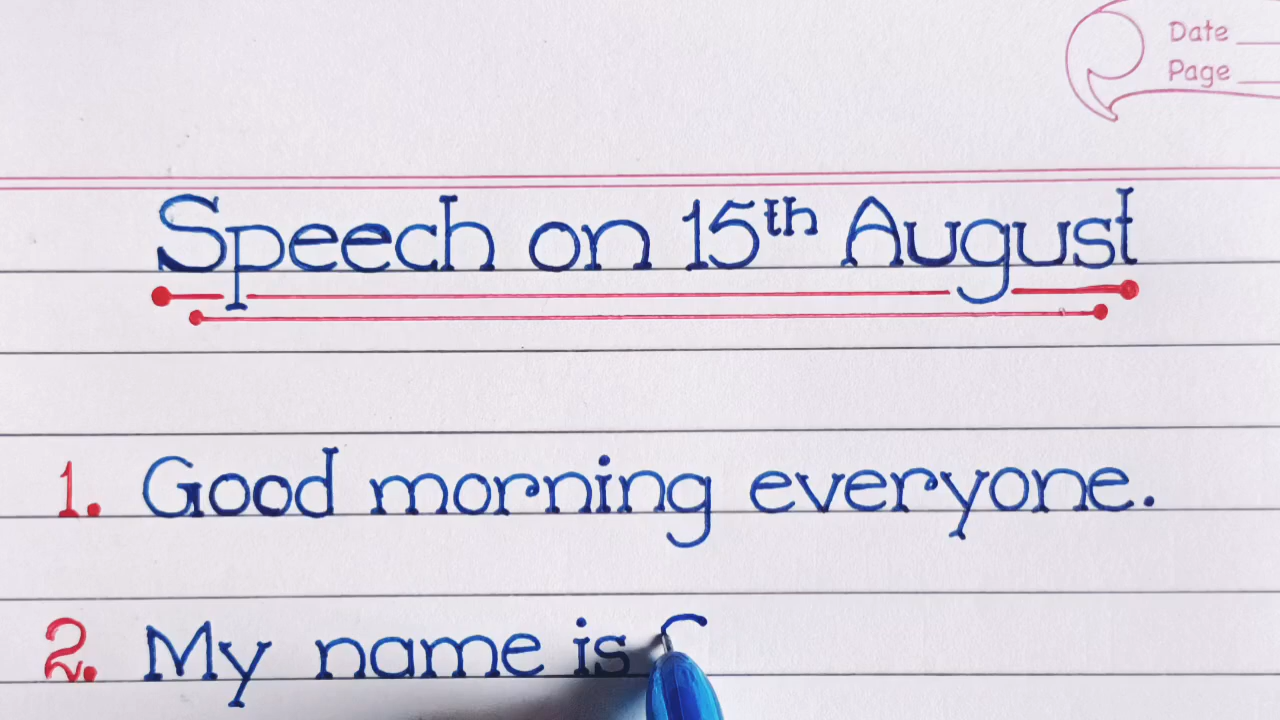 Date
Page
Speech on 15th August
1. Good morning everyone.
2. My name is